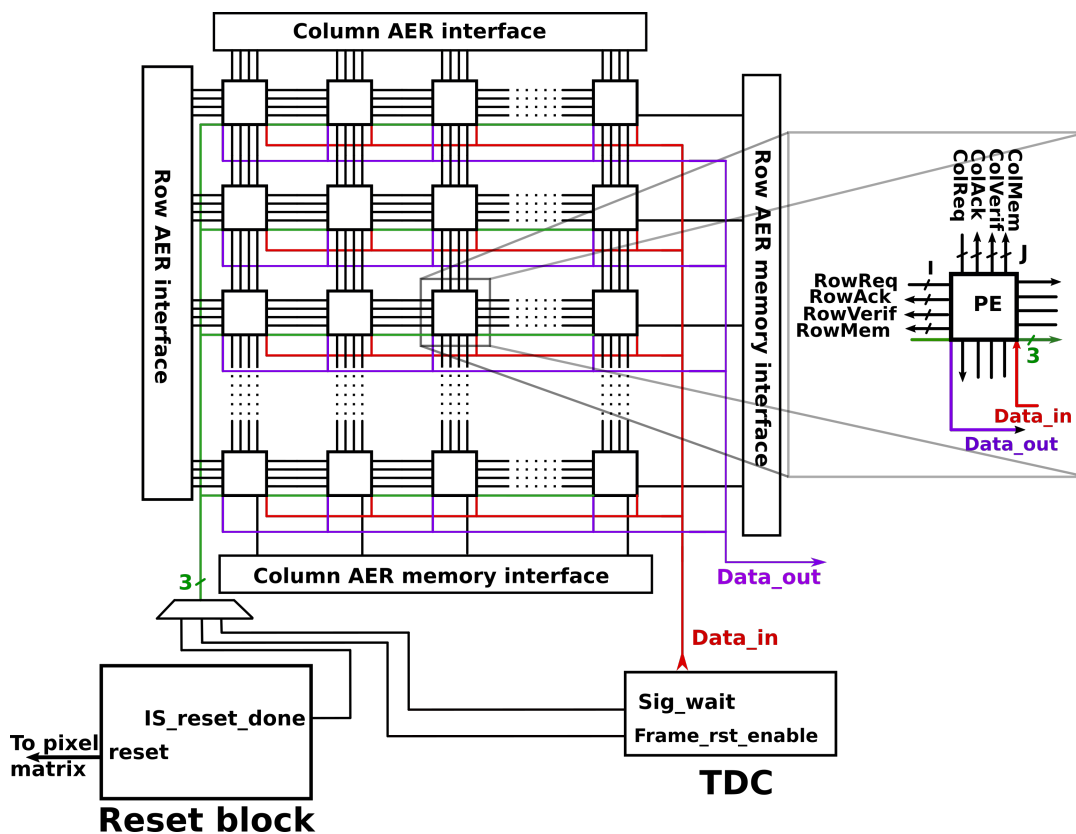 Column AER interface
Row AER interface
Row AER memory interface
ColReq
ColAck
ColVerif
ColMem
J
I
RowReq
RowAck
RowVerif
RowMem
PE
3
Data_in
Data_out
Column AER memory interface
Data_out
3
Data_in
IS_reset_done
reset
To pixel
matrix
Reset block
Sig_wait
Frame_rst_enable
TDC